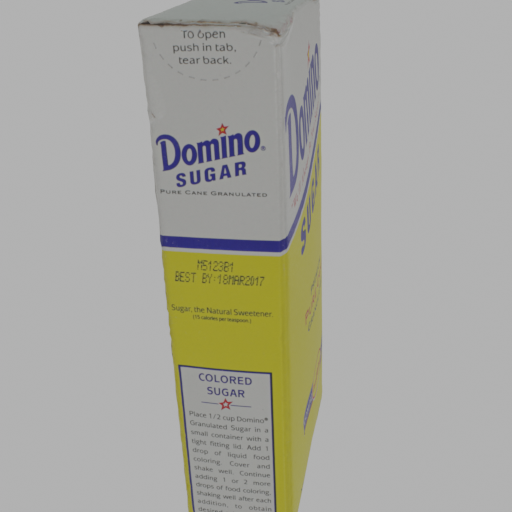 To open
push in tab,
tear back.
Domino®
SUGAR
PURE CANE GRANULATED
M5123B1
BEST BY:18MAR2017
Sugar, the Natural Sweetener
(15 calories per teaspoon.)
COLORED
SUGAR
Place 1/2 cup Domino®
Granulated Sugar in a
small container with a
tight fitting lid. Add 1
drop of liquid food
coloring. Cover and
shake well. Continue
adding 1 or 2 more
drops of food coloring,
shaking well after each
addition, to obtain
desired
Domino
SUGAR